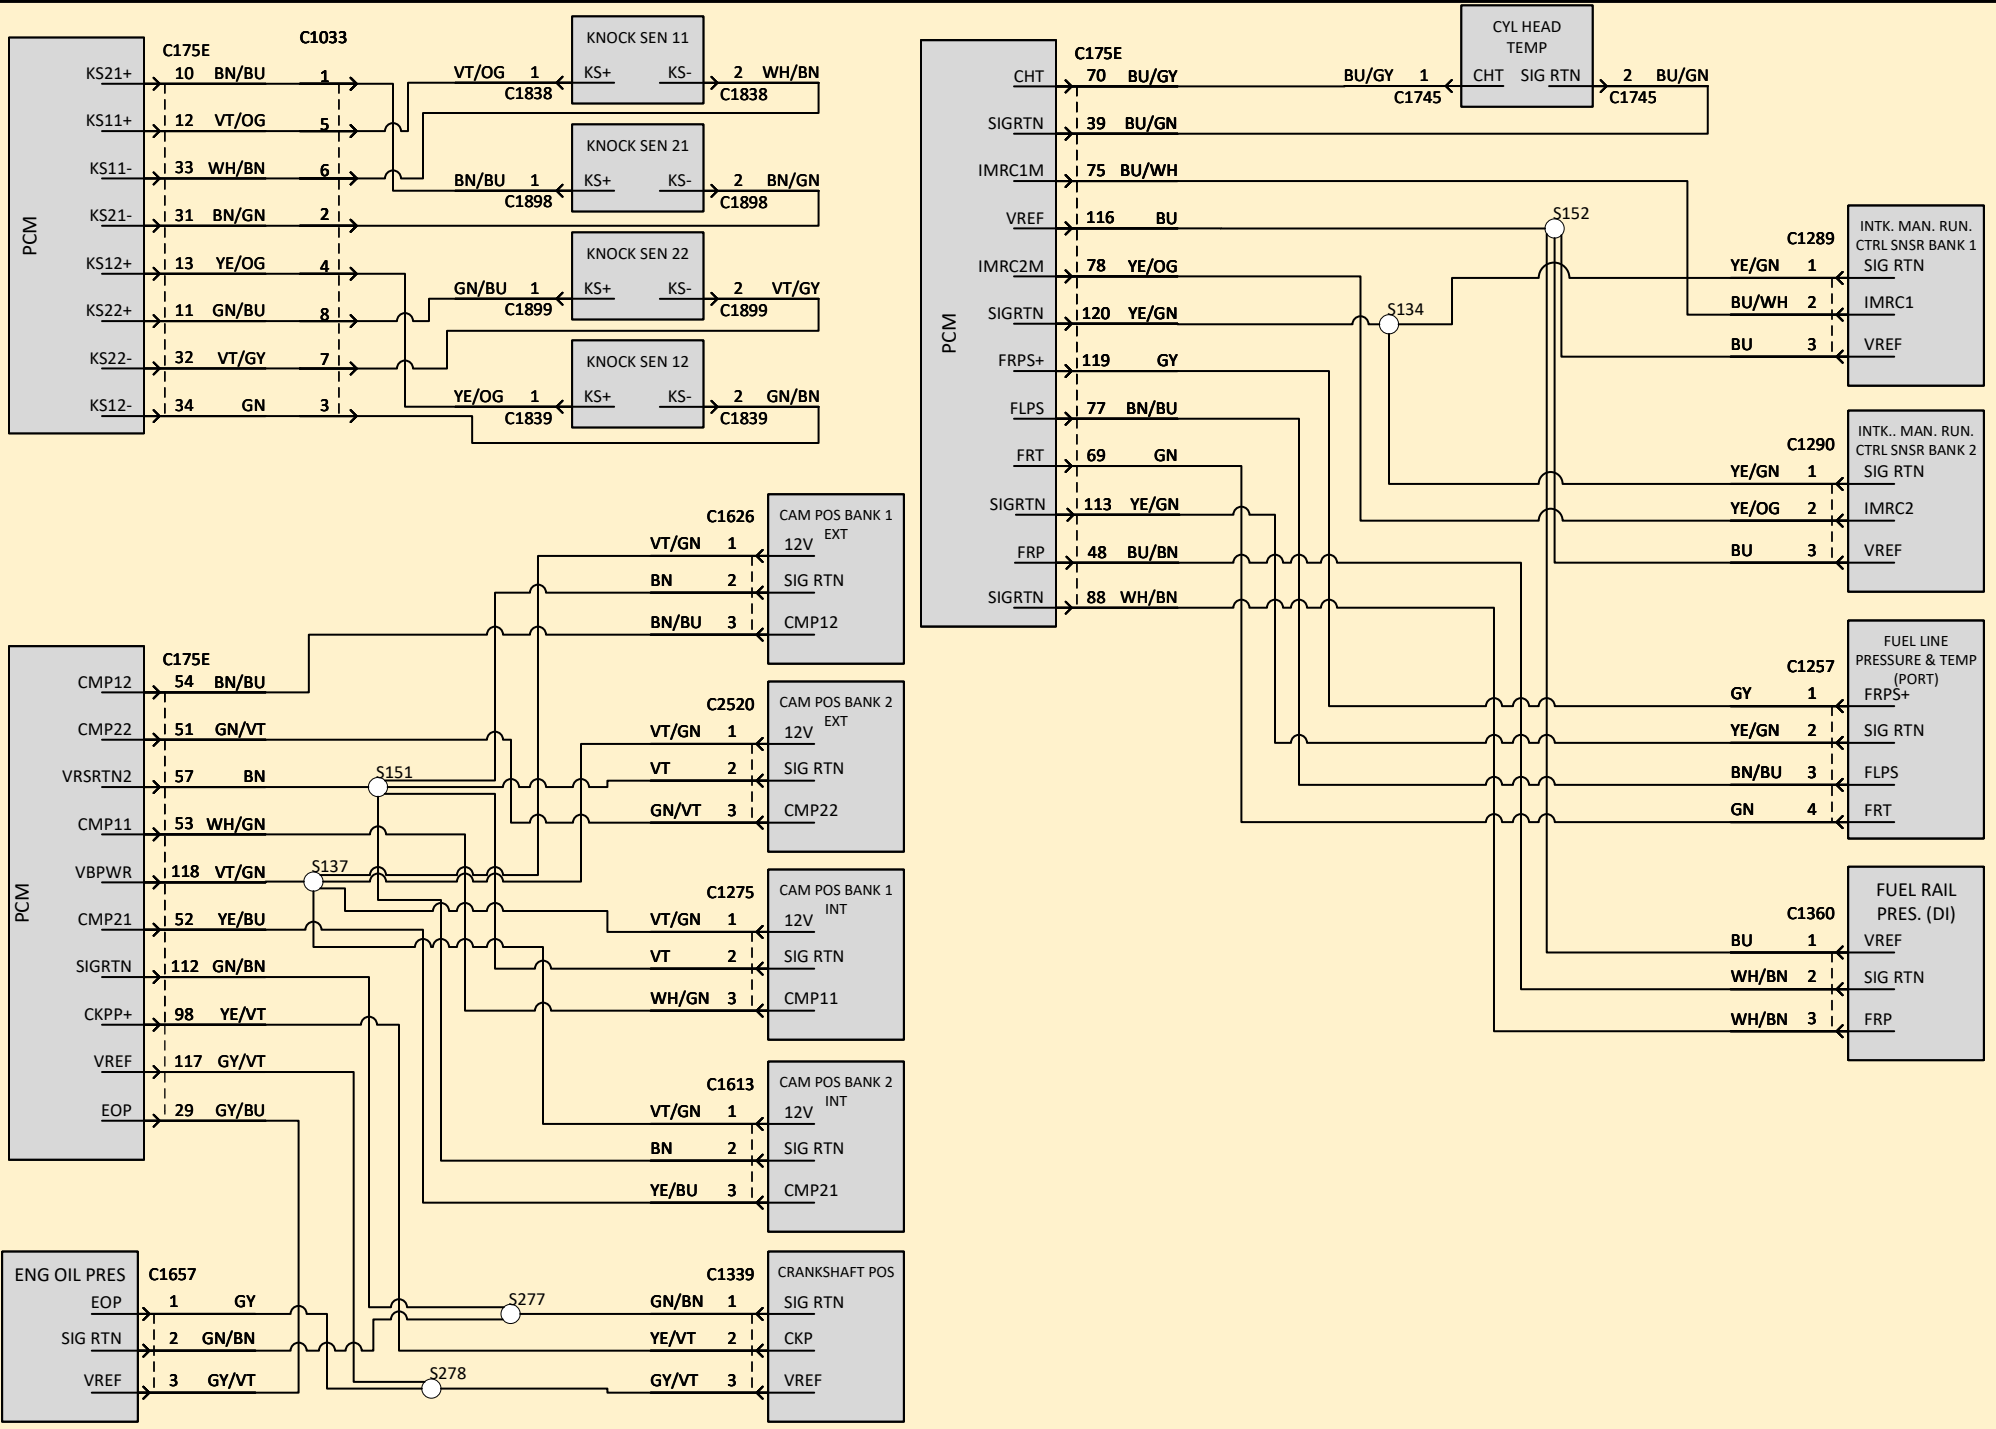 C1033
C175E
PCM
KS21+ 10 BN/BU 1
KS11+ 12 VT/OG 5
KS11- 33 WH/BN 6
KS21- 31 BN/GN 2
KS12+ 13 YE/OG 4
KS22+ 11 GN/BU 8
KS22- 32 VT/GY 7
KS12- 34 GN 3
KNOCK SEN 11
VT/OG 1 KS+ KS- 2 WH/BN
C1838 C1838
KNOCK SEN 21
BN/BU 1 KS+ KS- 2 BN/GN
C1898 C1898
KNOCK SEN 22
GN/BU 1 KS+ KS- 2 VT/GY
C1899 C1899
KNOCK SEN 12
YE/OG 1 KS+ KS- 2 GN/BN
C1839 C1839
C175E
PCM
CMP12 54 BN/BU
CMP22 51 GN/VT
VRSRTN2 57 BN
S151
CMP11 53 WH/GN
VBPWR 118 VT/GN
S137
CMP21 52 YE/BU
SIGRTN 112 GN/BN
CKPP+ 98 YE/VT
VREF 117 GY/VT
EOP 29 GY/BU
C1626
CAM POS BANK 1
EXT
VT/GN 1 12V
BN 2 SIG RTN
BN/BU 3 CMP12
C2520
CAM POS BANK 2
EXT
VT/GN 1 12V
VT 2 SIG RTN
GN/VT 3 CMP22
C1275
CAM POS BANK 1
INT
VT/GN 1 12V
VT 2 SIG RTN
WH/GN 3 CMP11
C1613
CAM POS BANK 2
INT
VT/GN 1 12V
BN 2 SIG RTN
YE/BU 3 CMP21
ENG OIL PRES
C1657
EOP 1 GY
SIG RTN 2 GN/BN
VREF 3 GY/VT
S277
S278
C1339
CRANKSHAFT POS
GN/BN 1 SIG RTN
YE/VT 2 CKP
GY/VT 3 VREF
C175E
PCM
CHT 70 BU/GY
SIGRTN 39 BU/GN
IMRC1M 75 BU/WH
VREF 116 BU
IMRC2M 78 YE/OG
SIGRTN 120 YE/GN
FRPS+ 119 GY
FLPS 77 BN/BU
FRT 69 GN
SIGRTN 113 YE/GN
FRP 48 BU/BN
SIGRTN 88 WH/BN
CYL HEAD
TEMP
BU/GY 1 CHT SIG RTN 2 BU/GN
C1745 C1745
S152
S134
C1289
INTK. MAN. RUN.
CTRL SNSR BANK 1
YE/GN 1 SIG RTN
BU/WH 2 IMRC1
BU 3 VREF
C1290
INTK.. MAN. RUN.
CTRL SNSR BANK 2
YE/GN 1 SIG RTN
YE/OG 2 IMRC2
BU 3 VREF
C1257
FUEL LINE
PRESSURE & TEMP
(PORT)
GY 1 FRPS+
YE/GN 2 SIG RTN
BN/BU 3 FLPS
GN 4 FRT
C1360
FUEL RAIL
PRES. (DI)
BU 1 VREF
WH/BN 2 SIG RTN
WH/BN 3 FRP